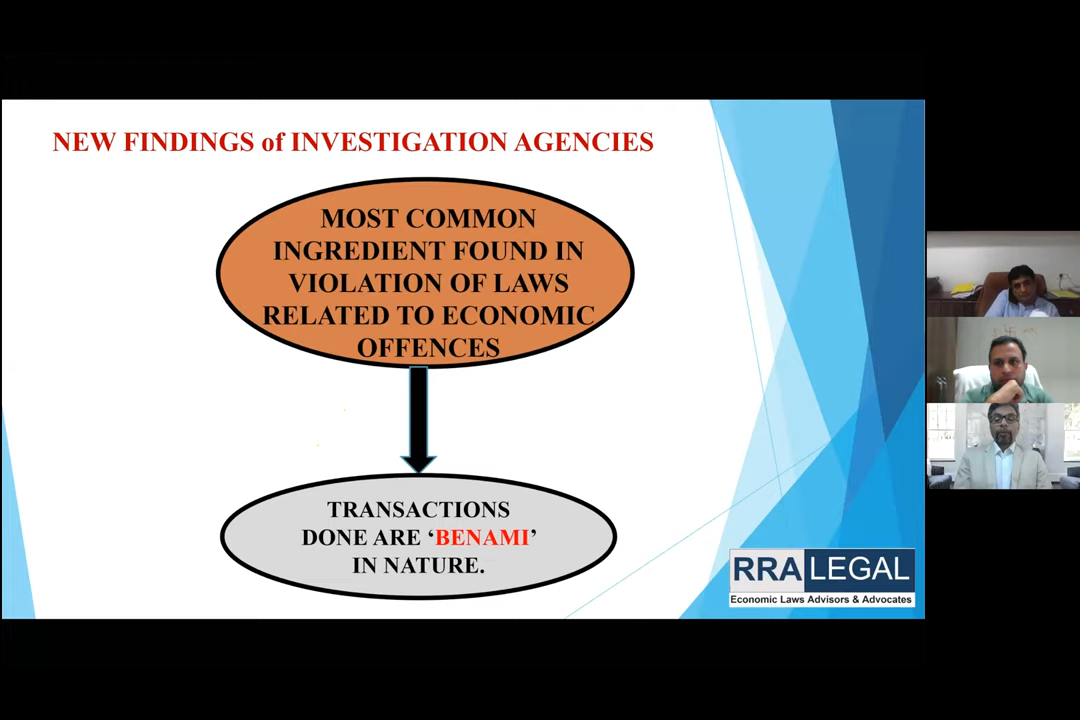 NEW FINDINGS of INVESTIGATION AGENCIES
MOST COMMON
INGREDIENT FOUND IN
VIOLATION OF LAWS
RELATED TO ECONOMIC
OFFENCES
TRANSACTIONS
DONE ARE ‘BENAMI’
IN NATURE.
RRA LEGAL
Economic Laws Advisors & Advocates